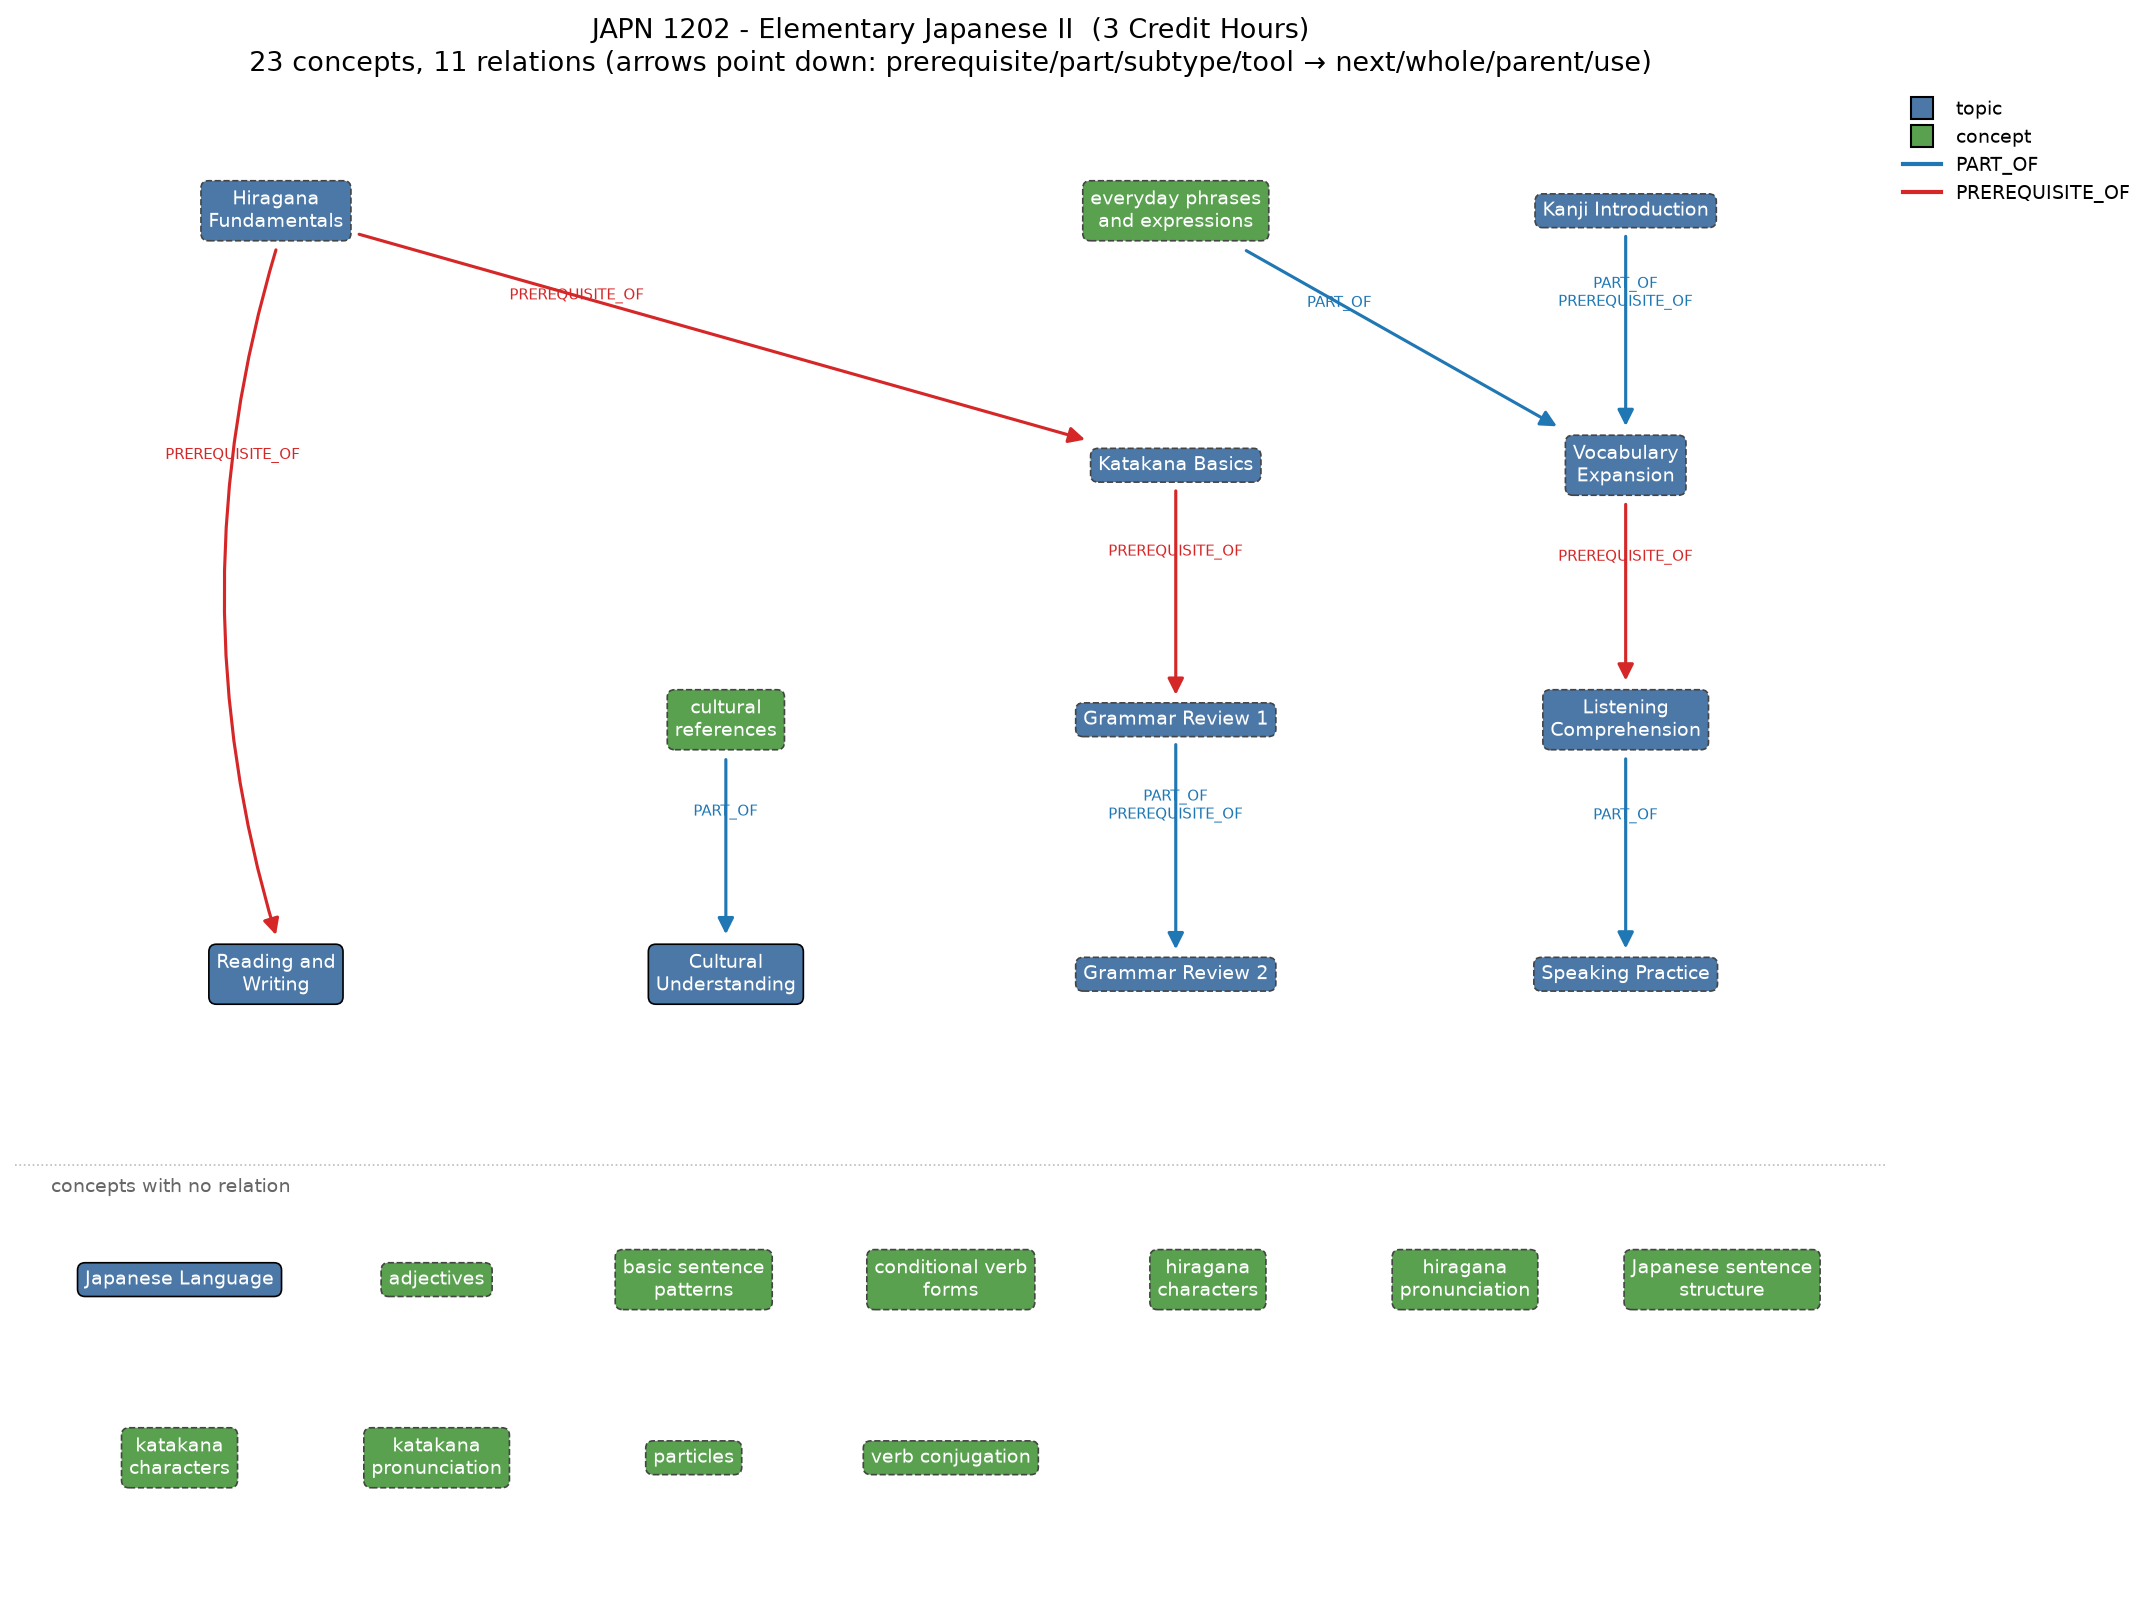 JAPN 1202 - Elementary Japanese II  (3 Credit Hours)
23 concepts, 11 relations (arrows point down: prerequisite/part/subtype/tool → next/whole/parent/use)
topic
concept
PART_OF
PREREQUISITE_OF
Hiragana
Fundamentals
everyday phrases
and expressions
Kanji Introduction
PREREQUISITE_OF
PART_OF
PART_OF
PREREQUISITE_OF
PREREQUISITE_OF
Katakana Basics
Vocabulary
Expansion
PREREQUISITE_OF
PREREQUISITE_OF
cultural
references
Grammar Review 1
Listening
Comprehension
PART_OF
PART_OF
PREREQUISITE_OF
PART_OF
Reading and
Writing
Cultural
Understanding
Grammar Review 2
Speaking Practice
concepts with no relation
Japanese Language
adjectives
basic sentence
patterns
conditional verb
forms
hiragana
characters
hiragana
pronunciation
Japanese sentence
structure
katakana
characters
katakana
pronunciation
particles
verb conjugation